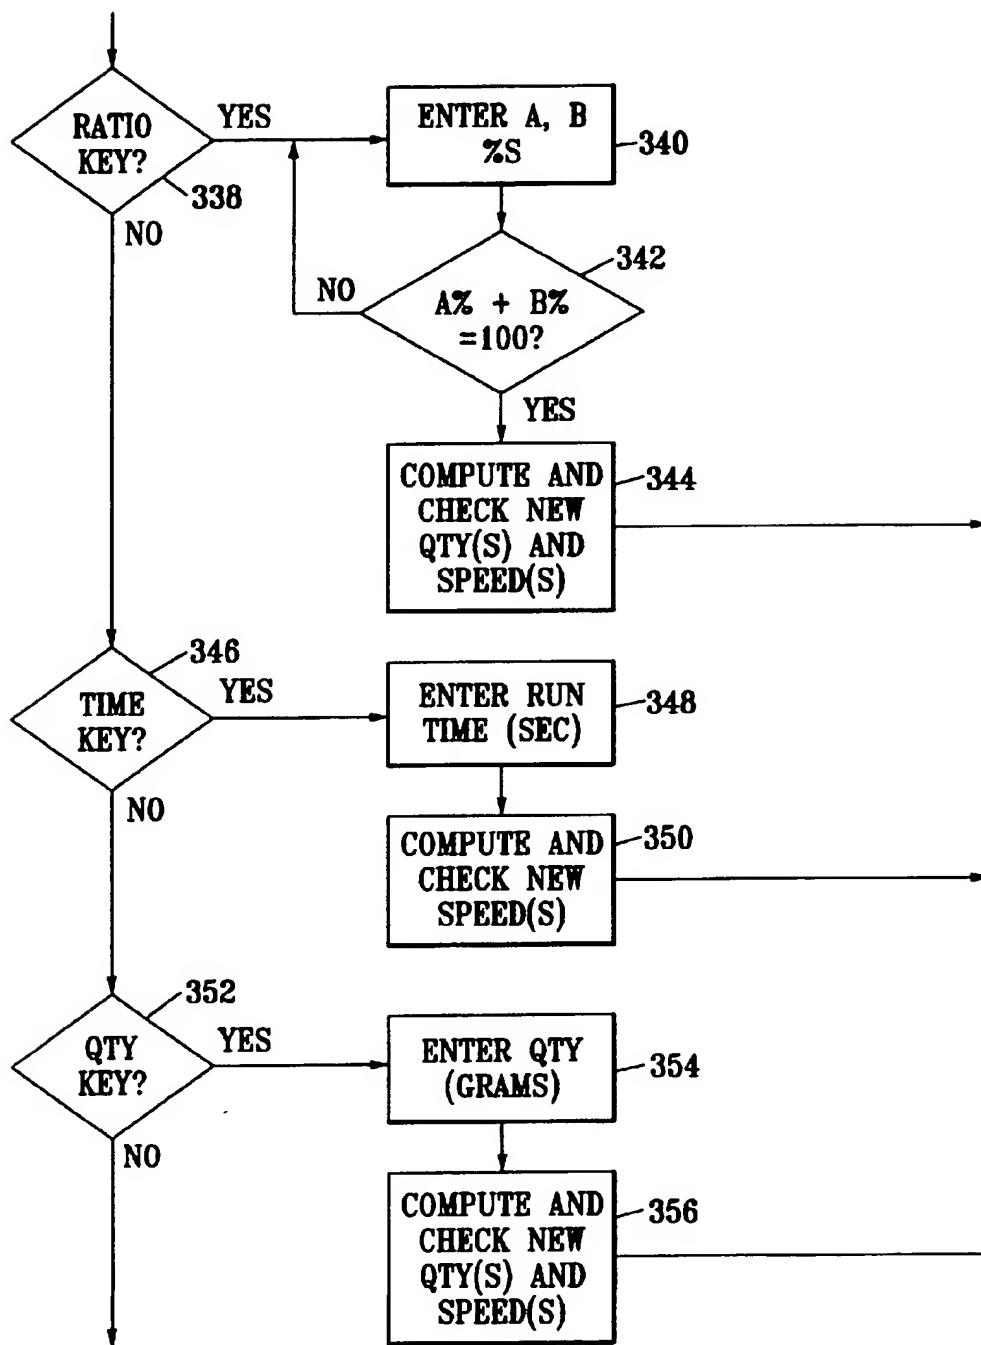 RATIO
KEY?
338
YES
NO
ENTER A, B
%S
340
342
A% + B%
=100?
NO
YES
COMPUTE AND
CHECK NEW
QTY(S) AND
SPEED(S)
344
346
TIME
KEY?
YES
NO
ENTER RUN
TIME (SEC)
348
COMPUTE AND
CHECK NEW
SPEED(S)
350
352
QTY
KEY?
YES
NO
ENTER QTY
(GRAMS)
354
COMPUTE AND
CHECK NEW
QTY(S) AND
SPEED(S)
356